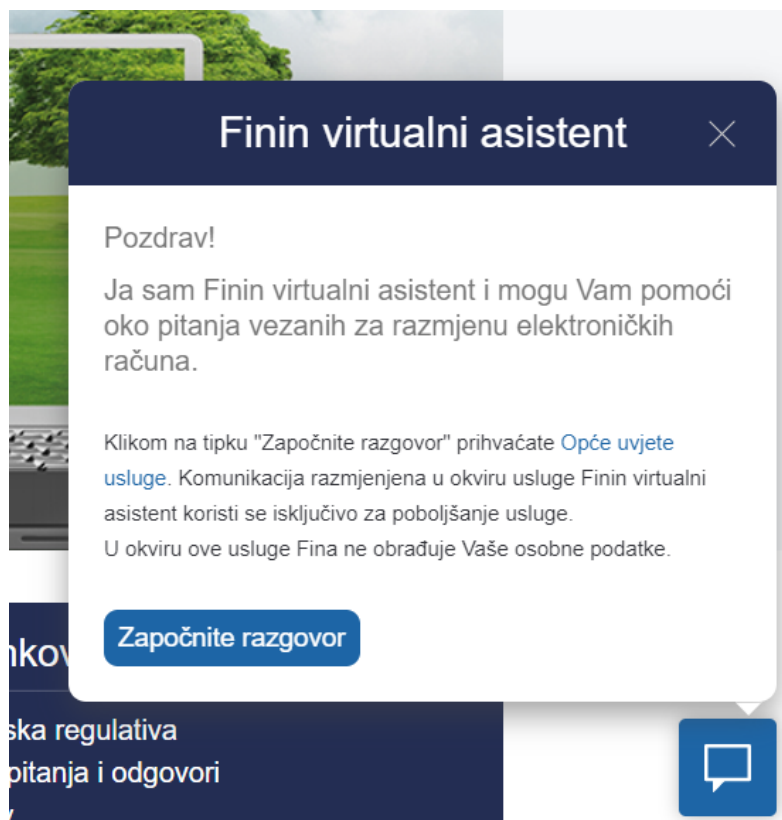 Finin virtualni asistent
Pozdrav!
Ja sam Finin virtualni asistent i mogu Vam pomoći
oko pitanja vezanih za razmjenu elektroničkih
računa.
Klikom na tipku "Započnite razgovor" prihvaćate Opće uvjete
usluge. Komunikacija razmjenjena u okviru usluge Finin virtualni
asistent koristi se isključivo za poboljšanje usluge.
U okviru ove usluge Fina ne obrađuje Vaše osobne podatke.
Započnite razgovor
regulativa
pitanja i odgovori